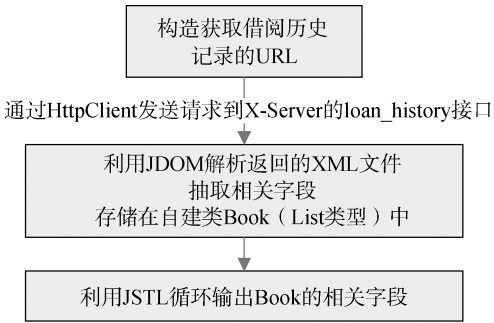 构造获取借阅历史
记录的URL
通过HttpClient发送请求到X-Server的loan_history接口
利用JDOM解析返回的XML文件
抽取相关字段
存储在自建类Book（List类型）中
利用JSTL循环输出Book的相关字段